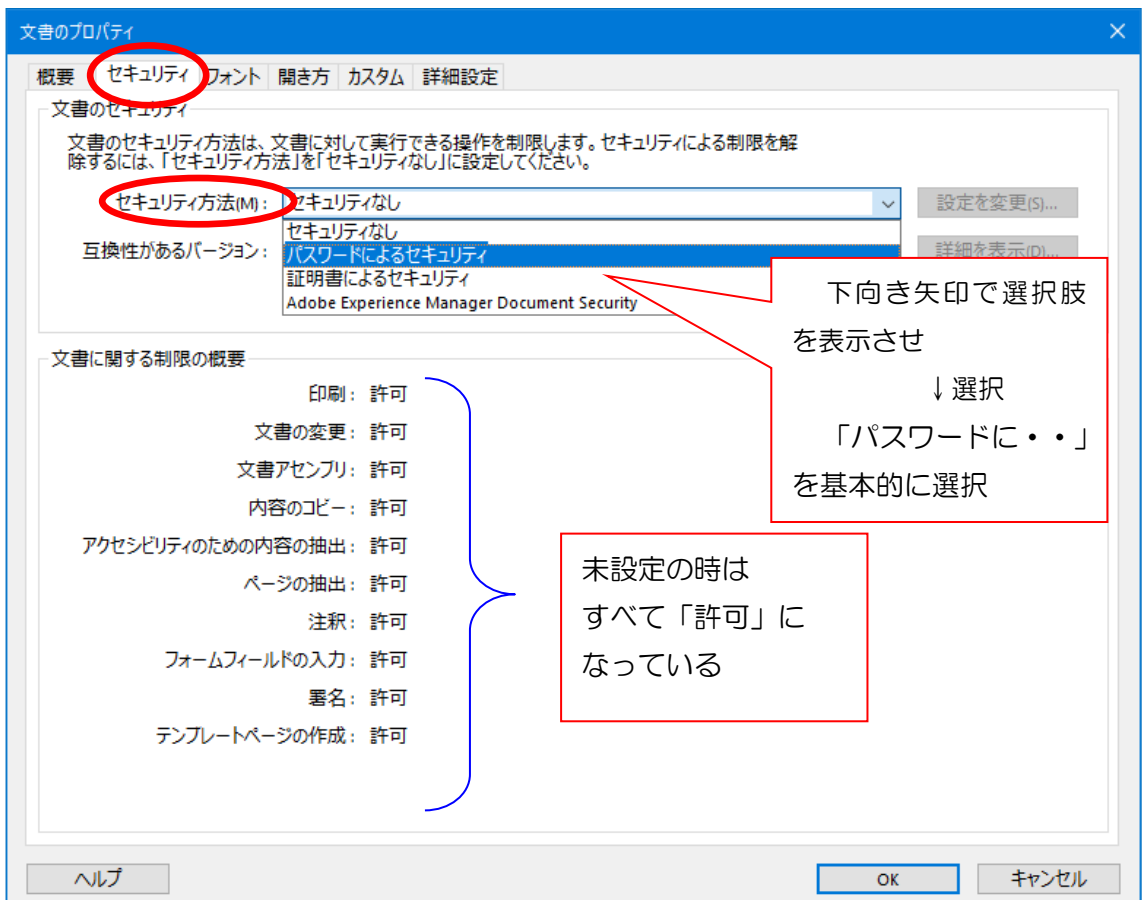 文書のプロパティ
概要 セキュリティ フォント 開き方 カスタム 詳細設定
文書のセキュリティ
文書のセキュリティ方法は、文書に対して実行できる操作を制限します。セキュリティによる制限を解
除するには、「セキュリティ方法」を「セキュリティなし」に設定してください。
セキュリティ方法(M): セキュリティなし 設定を変更(S)...
セキュリティなし
互換性があるバージョン: パスワードによるセキュリティ 詳細を表示(D)...
証明書によるセキュリティ
Adobe Experience Manager Document Security
下向き矢印で選択肢
を表示させ
↓選択
「パスワードに・・」
を基本的に選択
文書に関する制限の概要
印刷: 許可
文書の変更: 許可
文書アセンブリ: 許可
内容のコピー: 許可
アクセシビリティのための内容の抽出: 許可
ページの抽出: 許可
注釈: 許可
フォームフィールドの入力: 許可
署名: 許可
テンプレートページの作成: 許可
未設定の時は
すべて「許可」に
なっている
ヘルプ OK キャンセル